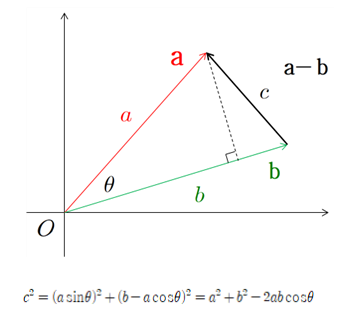 a
a − b
c
a
θ
b
b
O
c² = (a sinθ)² + (b − a cosθ)² = a² + b² − 2ab cosθ